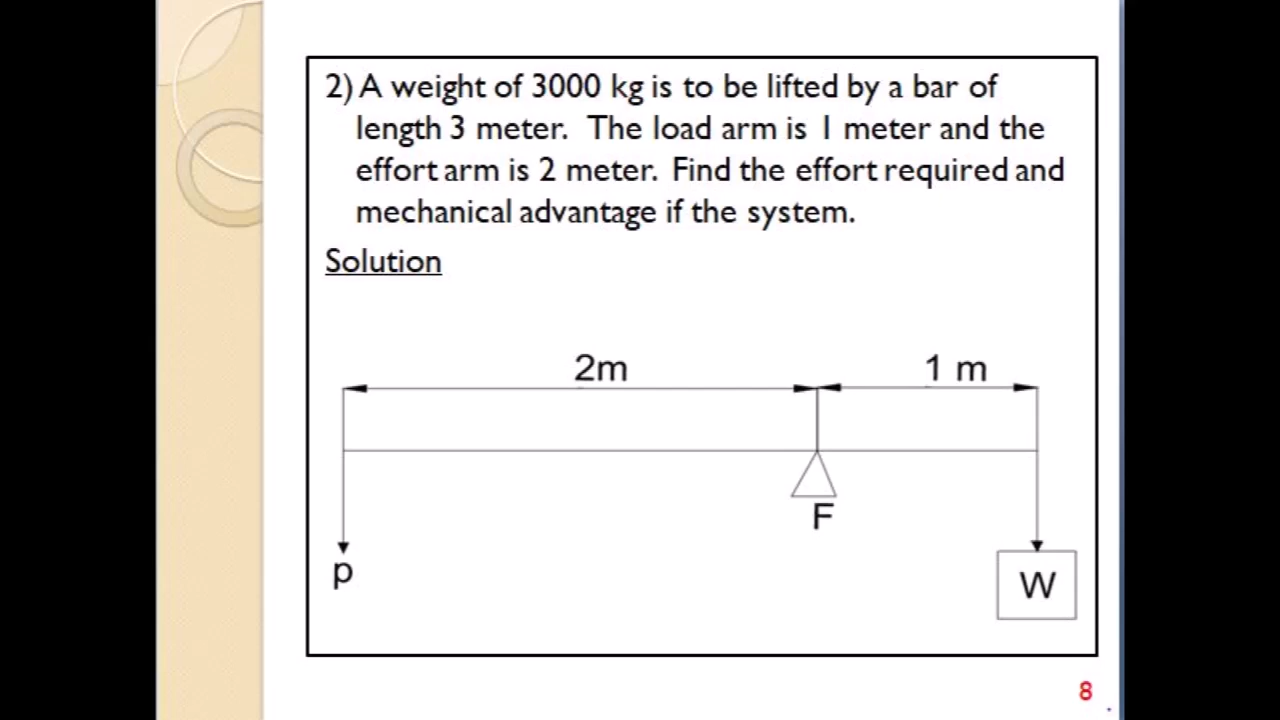 2) A weight of 3000 kg is to be lifted by a bar of
length 3 meter. The load arm is 1 meter and the
effort arm is 2 meter. Find the effort required and
mechanical advantage if the system.
Solution
2m 1 m
F
p
W
8